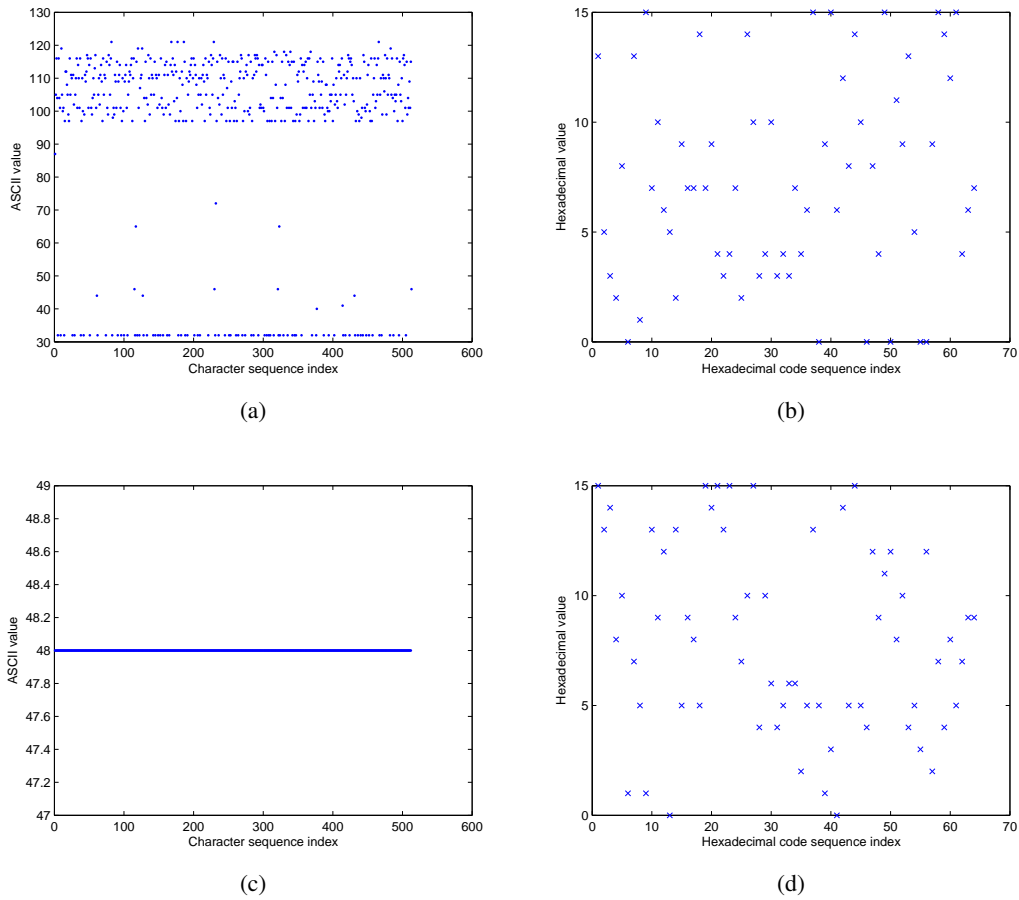 130
120
110
100
90
80
70
60
50
40
30
ASCII value
0 100 200 300 400 500 600
Character sequence index
(a)
15
10
5
0
Hexadecimal value
0 10 20 30 40 50 60 70
Hexadecimal code sequence index
(b)
49
48.8
48.6
48.4
48.2
48
47.8
47.6
47.4
47.2
47
ASCII value
0 100 200 300 400 500 600
Character sequence index
(c)
15
10
5
0
Hexadecimal value
0 10 20 30 40 50 60 70
Hexadecimal code sequence index
(d)